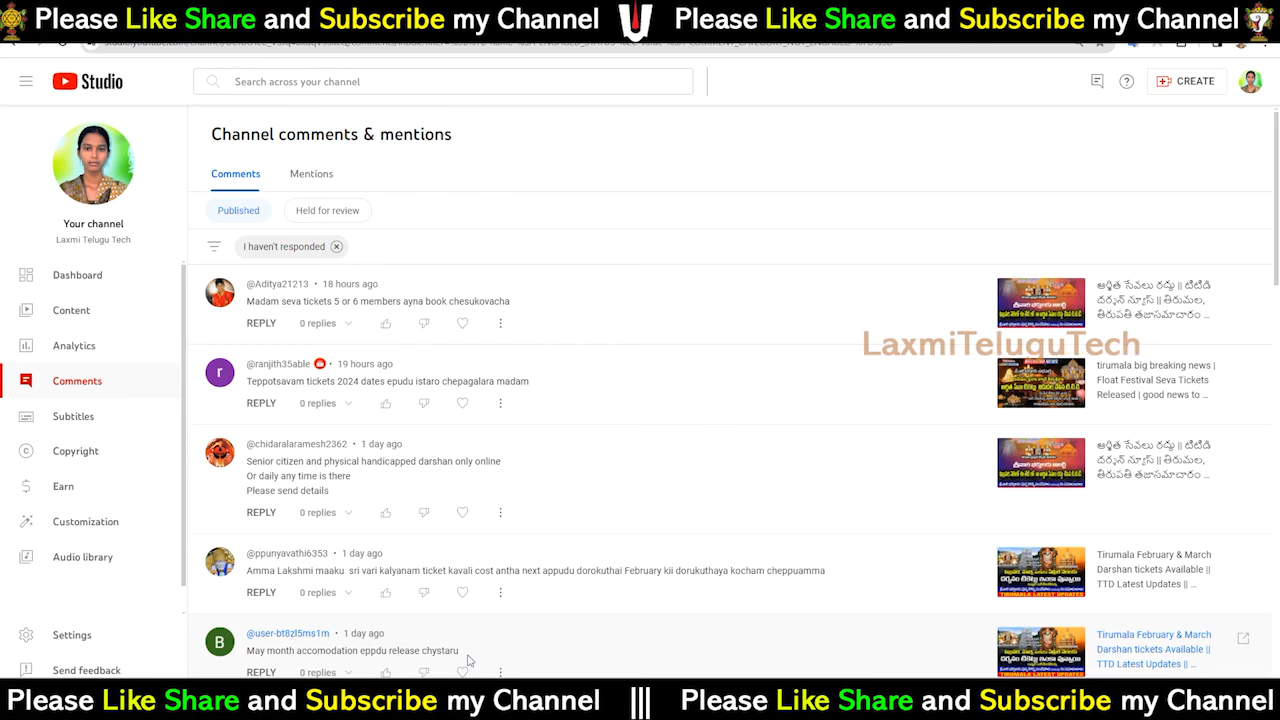 Please Like Share and Subscribe my Channel
Please Like Share and Subscribe my Channel
Studio
Search across your channel
CREATE
Your channel
Laxmi Telugu Tech
Dashboard
Content
Analytics
Comments
Subtitles
Copyright
Earn
Customization
Audio library
Settings
Send feedback
Channel comments & mentions
Comments
Mentions
Published
Held for review
I haven't responded
@Aditya21213 • 18 hours ago
Madam seva tickets 5 or 6 members ayna book chesukovacha
REPLY 0 replies
ఆర్జిత సేవలు రద్దు || టిటిడి
దర్శన్ న్యూస్ || తిరుమల,
తిరుపతి తజాసమాచారం ...
LaxmiTeluguTech
@ranjith35able • 19 hours ago
Teppotsavam tickets 2024 dates epudu istaro chepagalara madam
REPLY 0 replies
tirumala big breaking news |
Float Festival Seva Tickets
Released | good news to ...
@chidaralaramesh2362 • 1 day ago
Senior citizen and physical handicapped darshan only online
Or daily any time is there
Please send details
REPLY 0 replies
ఆర్జిత సేవలు రద్దు || టిటిడి
దర్శన్ న్యూస్ || తిరుమల,
తిరుపతి తజాసమాచారం ...
@ppunyavathi6353 • 1 day ago
Amma Lakshmi maaku srivari kalyanam ticket kavali cost antha next appudu dorokuthai February kii dorukuthaya kocham cheppuamma
REPLY 0 replies
Tirumala February & March
Darshan tickets Available ||
TTD Latest Updates || ...
TIRUMALA LATEST UPDATES
@user-bt8zl5ms1m • 1 day ago
May month accomodation eppdu release chystaru
REPLY 0 replies
Tirumala February & March
Darshan tickets Available ||
TTD Latest Updates || ...
TIRUMALA LATEST UPDATES
Please Like Share and Subscribe my Channel
|||
Please Like Share and Subscribe my Channel